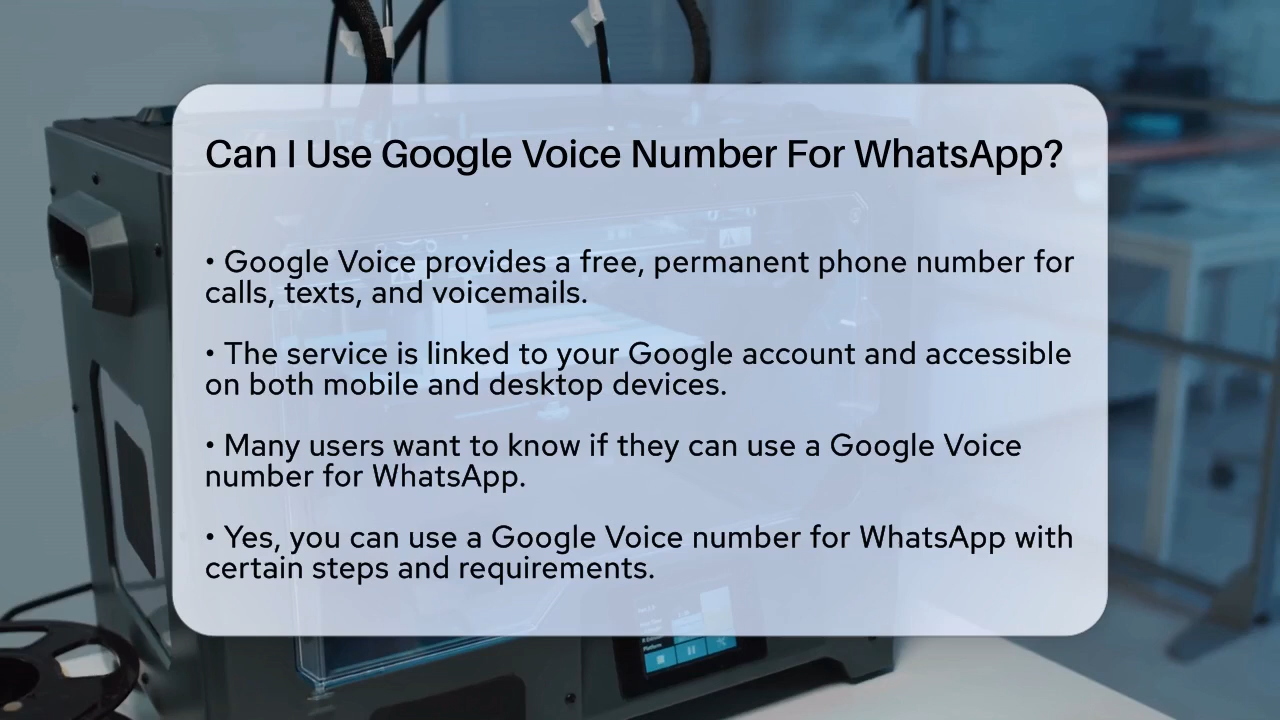 Can I Use Google Voice Number For WhatsApp?
• Google Voice provides a free, permanent phone number for
calls, texts, and voicemails.
• The service is linked to your Google account and accessible
on both mobile and desktop devices.
• Many users want to know if they can use a Google Voice
number for WhatsApp.
• Yes, you can use a Google Voice number for WhatsApp with
certain steps and requirements.